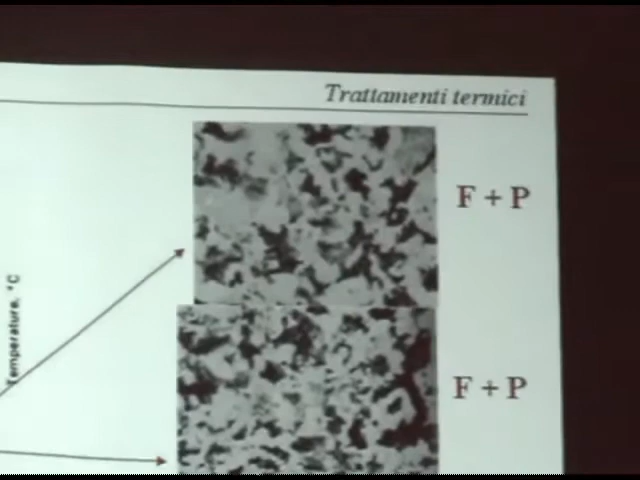 Trattamenti termici
F + P
Temperature, °C
F + P